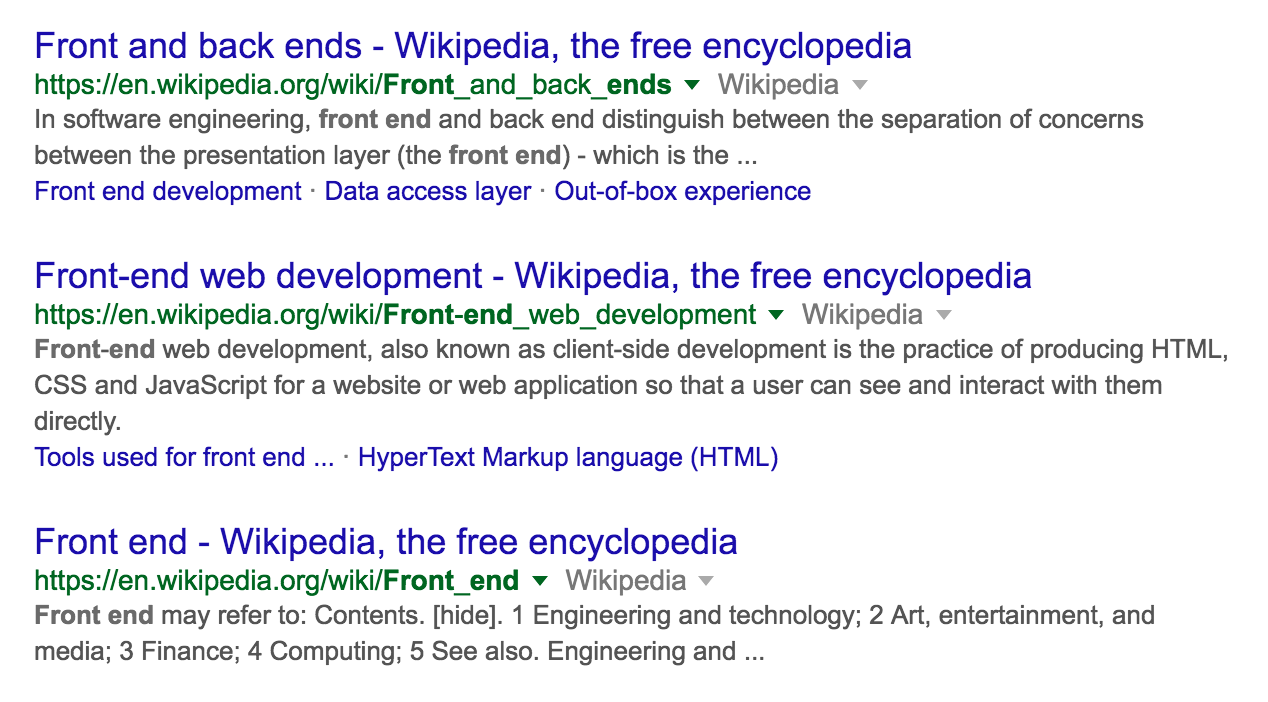 Front and back ends - Wikipedia, the free encyclopedia
https://en.wikipedia.org/wiki/Front_and_back_ends Wikipedia
In software engineering, front end and back end distinguish between the separation of concerns
between the presentation layer (the front end) - which is the ...
Front end development · Data access layer · Out-of-box experience
Front-end web development - Wikipedia, the free encyclopedia
https://en.wikipedia.org/wiki/Front-end_web_development Wikipedia
Front-end web development, also known as client-side development is the practice of producing HTML,
CSS and JavaScript for a website or web application so that a user can see and interact with them
directly.
Tools used for front end ... · HyperText Markup language (HTML)
Front end - Wikipedia, the free encyclopedia
https://en.wikipedia.org/wiki/Front_end Wikipedia
Front end may refer to: Contents. [hide]. 1 Engineering and technology; 2 Art, entertainment, and
media; 3 Finance; 4 Computing; 5 See also. Engineering and ...